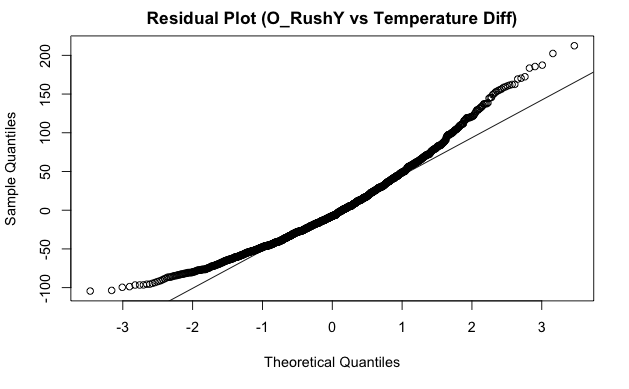 Residual Plot (O_RushY vs Temperature Diff)
Sample Quantiles
200
150
100
50
0
-50
-100
-3 -2 -1 0 1 2 3
Theoretical Quantiles